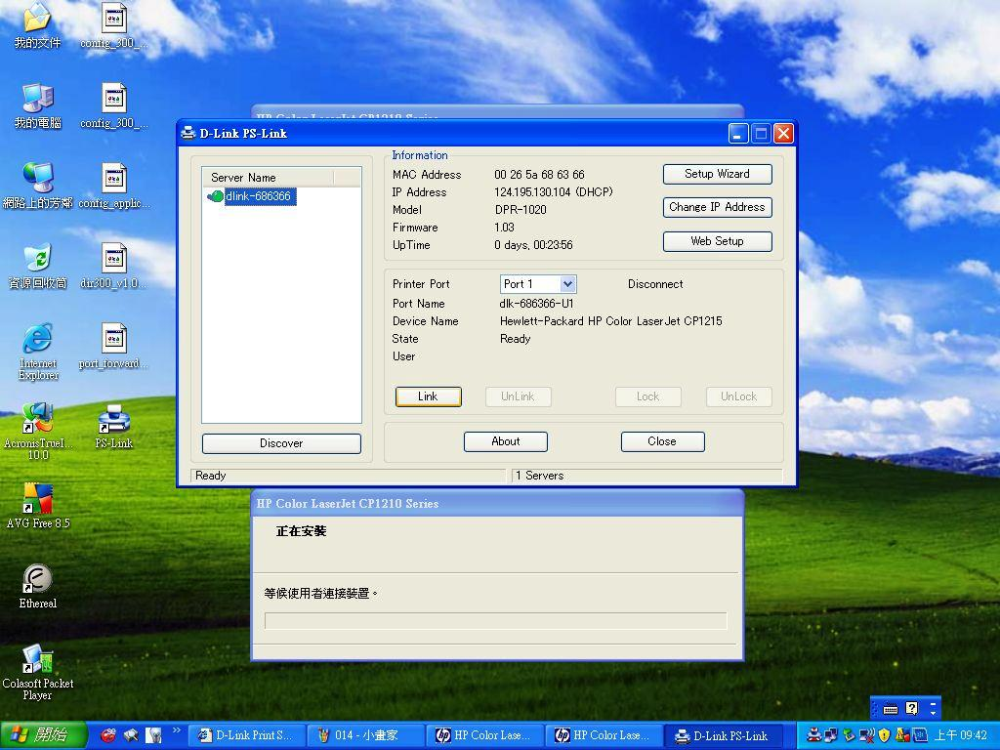 我的文件
config_300_...
我的電腦
config_300_...
網路上的芳鄰
config_applic...
資源回收筒
dir300_v1.0...
Internet Explorer
port_forward...
AcronisTrueI... 10.0
PS-Link
AVG Free 8.5
Ethereal
Colasoft Packet Player
HP Color LaserJet CP1210 Series
D-Link PS-Link
Server Name
dlink-686366
Discover
Information
MAC Address 00 26 5a 68 63 66
IP Address 124.195.130.104 (DHCP)
Model DPR-1020
Firmware 1.03
UpTime 0 days, 00:23:56
Setup Wizard
Change IP Address
Web Setup
Printer Port Port 1 Disconnect
Port Name dlk-686366-U1
Device Name Hewlett-Packard HP Color LaserJet CP1215
State Ready
User
Link UnLink Lock UnLock
About Close
Ready 1 Servers
HP Color LaserJet CP1210 Series
正在安裝
等候使用者連接裝置。
開始 D-Link Print S... 014 - 小畫家 HP Color Lase... HP Color Lase... D-Link PS-Link 上午 09:42